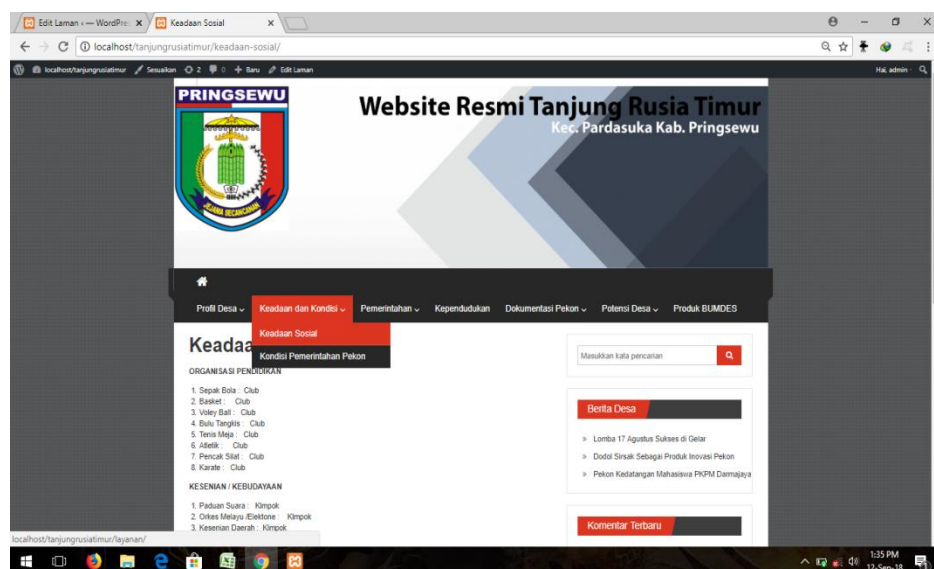 Edit Laman ‹ — WordPre
Keadaan Sosial
localhost/tanjungrusiatimur/keadaan-sosial/
localhost/tanjungrusiatimur
Sesuaikan
2
0
Baru
Edit Laman
Hai, admin
PRINGSEWU
JEJAMA SECANCANAN
Website Resmi Tanjung Rusia Timur
Kec. Pardasuka Kab. Pringsewu
Profil Desa
Keadaan dan Kondisi
Pemerintahan
Kependudukan
Dokumentasi Pekon
Potensi Desa
Produk BUMDES
Keadaan Sosial
Kondisi Pemerintahan Pekon
Keadaa
ORGANISASI PENDIDIKAN
1. Sepak Bola : Club
2. Basket : Club
3. Voley Ball : Club
4. Bulu Tangkis : Club
5. Tenis Meja : Club
6. Atletik : Club
7. Pencak Silat : Club
8. Karate : Club
KESENIAN / KEBUDAYAAN
1. Paduan Suara : Klmpok
2. Orkes Melayu /Elektone : Klmpok
3. Kesenian Daerah : Klmpok
Masukkan kata pencarian
Berita Desa
» Lomba 17 Agustus Sukses di Gelar
» Dodol Sirsak Sebagai Produk Inovasi Pekon
» Pekon Kedatangan Mahasiswa PKPM Darmajaya
Komentar Terbaru
localhost/tanjungrusiatimur/layanan/
1:35 PM
12-Sep-18